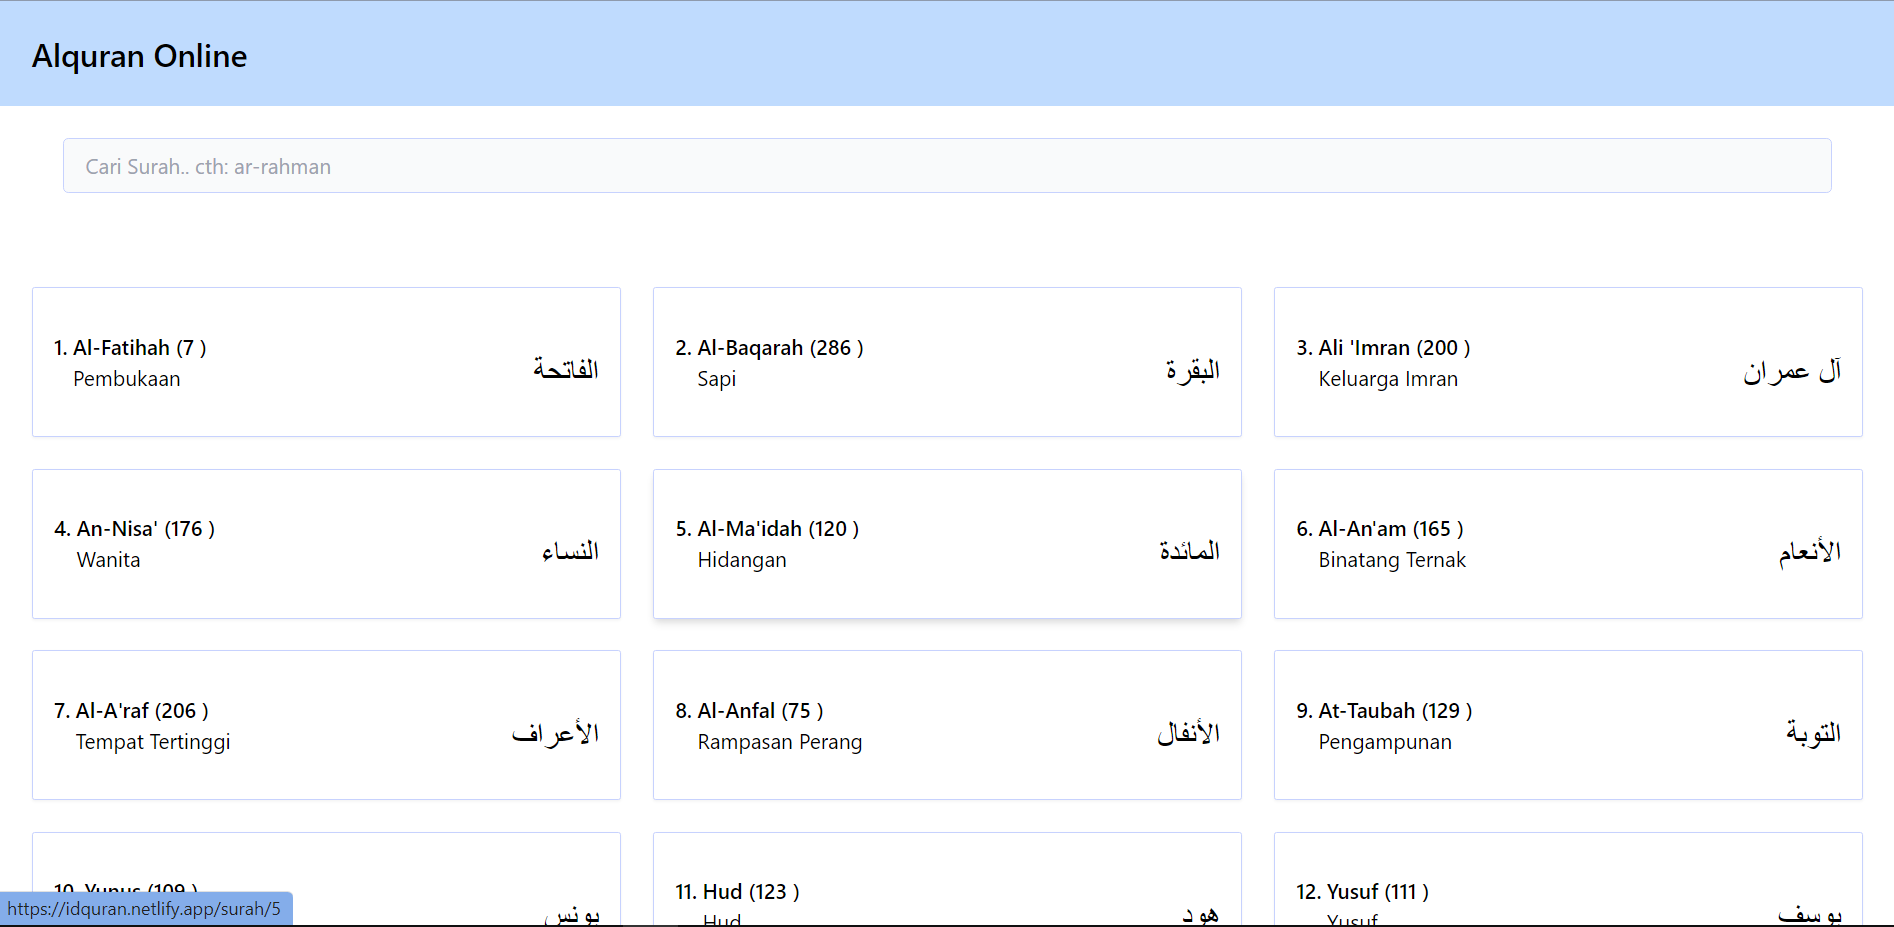 Alquran Online
Cari Surah.. cth: ar-rahman
1. Al-Fatihah (7 )
Pembukaan
الفاتحة
2. Al-Baqarah (286 )
Sapi
البقرة
3. Ali 'Imran (200 )
Keluarga Imran
آل عمران
4. An-Nisa' (176 )
Wanita
النساء
5. Al-Ma'idah (120 )
Hidangan
المائدة
6. Al-An'am (165 )
Binatang Ternak
الأنعام
7. Al-A'raf (206 )
Tempat Tertinggi
الأعراف
8. Al-Anfal (75 )
Rampasan Perang
الأنفال
9. At-Taubah (129 )
Pengampunan
التوبة
10. Yunus (109 )
يونس
11. Hud (123 )
Hud
هود
12. Yusuf (111 )
Yusuf
يوسف
https://idquran.netlify.app/surah/5